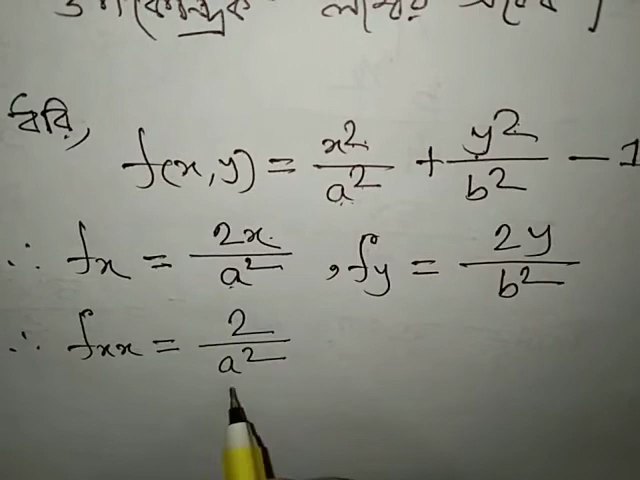 ধরি,
f(x,y) = x²/a² + y²/b² - 1
∴ fx = 2x/a² , fy = 2y/b²
∴ fxx = 2/a²